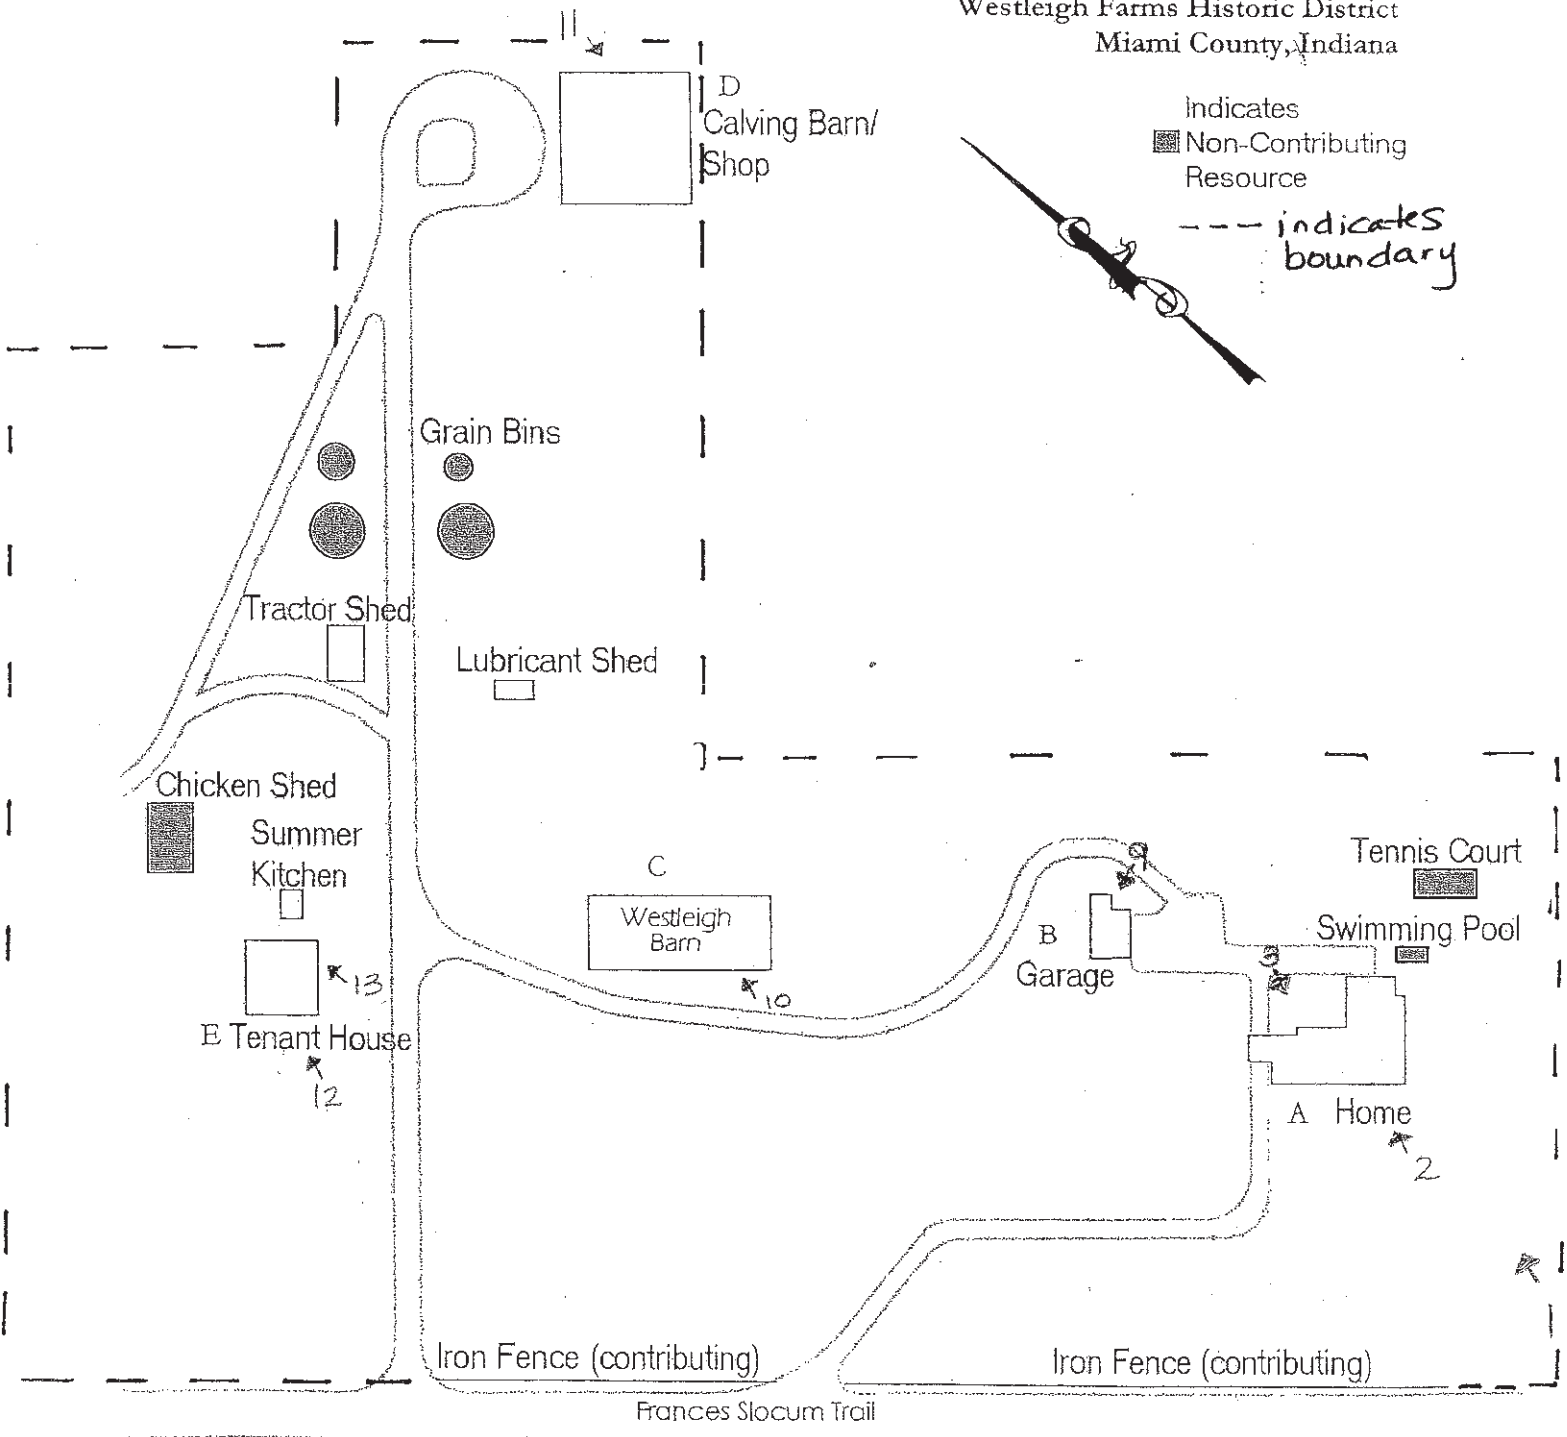 Westleigh Farms Historic District
Miami County, Indiana
11
D
Calving Barn/
Shop
Indicates
Non-Contributing
Resource
--- indicates
boundary
Grain Bins
Tractor Shed
Lubricant Shed
Chicken Shed
Summer
Kitchen
C
Westleigh
Barn
9
Tennis Court
B
Garage
3
Swimming Pool
13
10
E Tenant House
12
A Home
2
Iron Fence (contributing)
Iron Fence (contributing)
Frances Slocum Trail